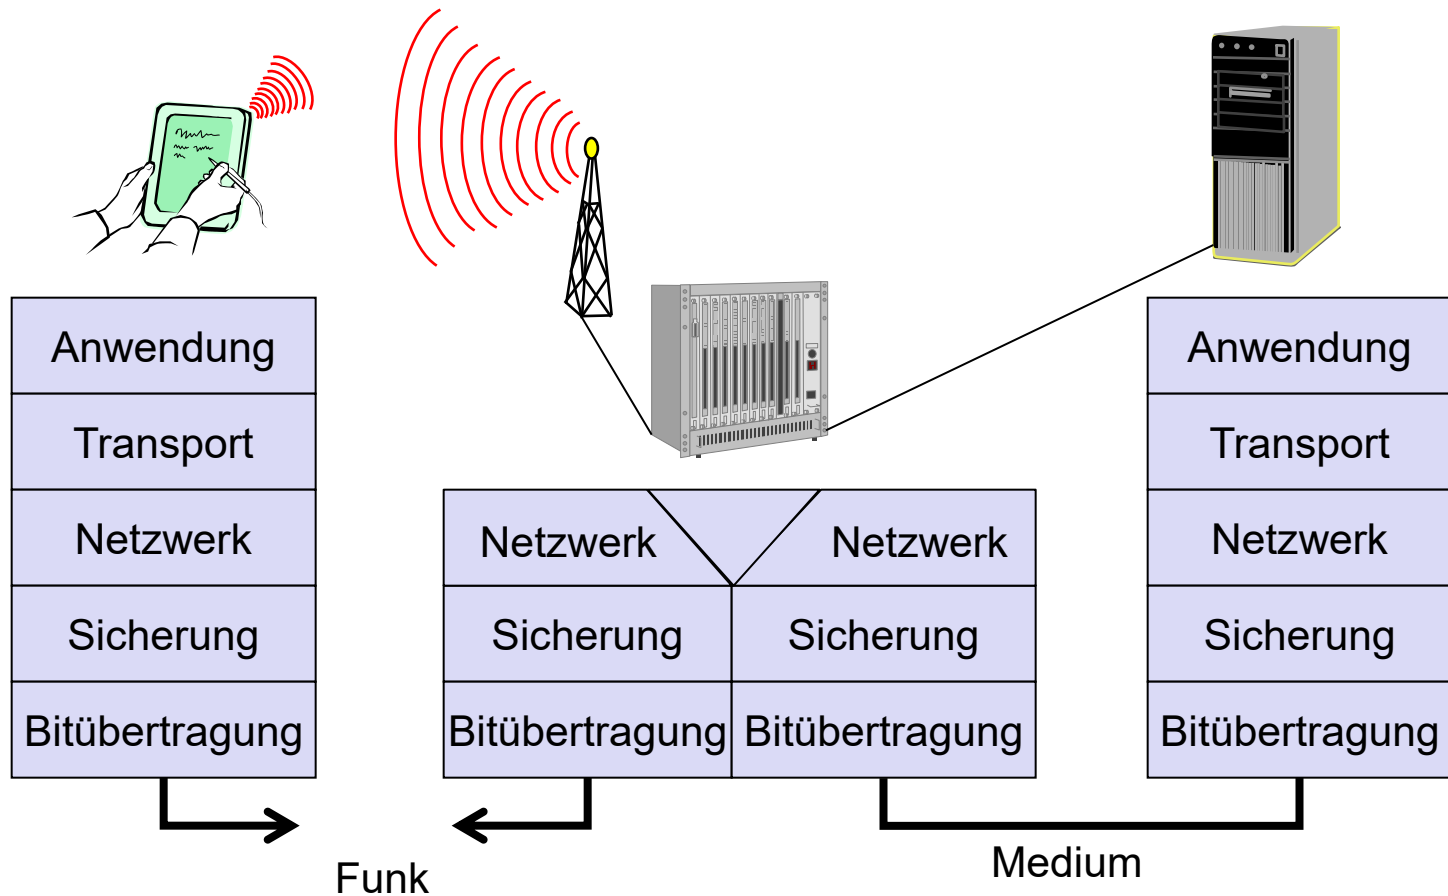 Anwendung
Transport
Netzwerk
Sicherung
Bitübertragung
Netzwerk
Netzwerk
Sicherung
Sicherung
Bitübertragung
Bitübertragung
Anwendung
Transport
Netzwerk
Sicherung
Bitübertragung
Funk
Medium